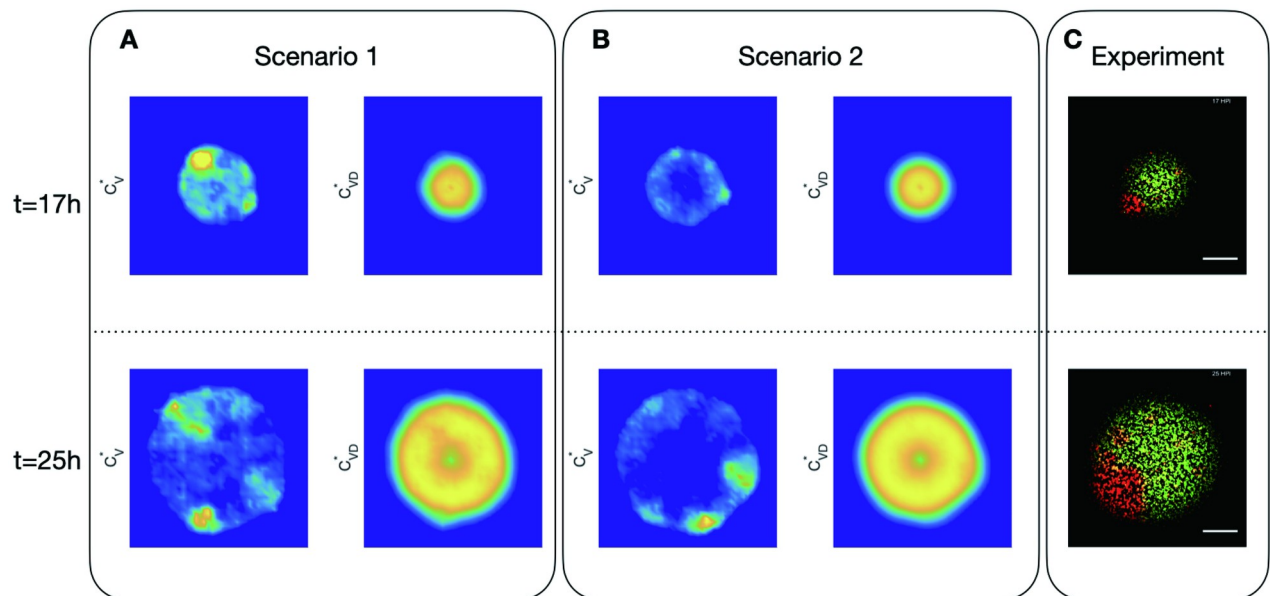 A
Scenario 1
B
Scenario 2
C
Experiment
t=17h
C*V
C*VD
C*V
C*VD
17 HPI
t=25h
C*V
C*VD
C*V
C*VD
25 HPI